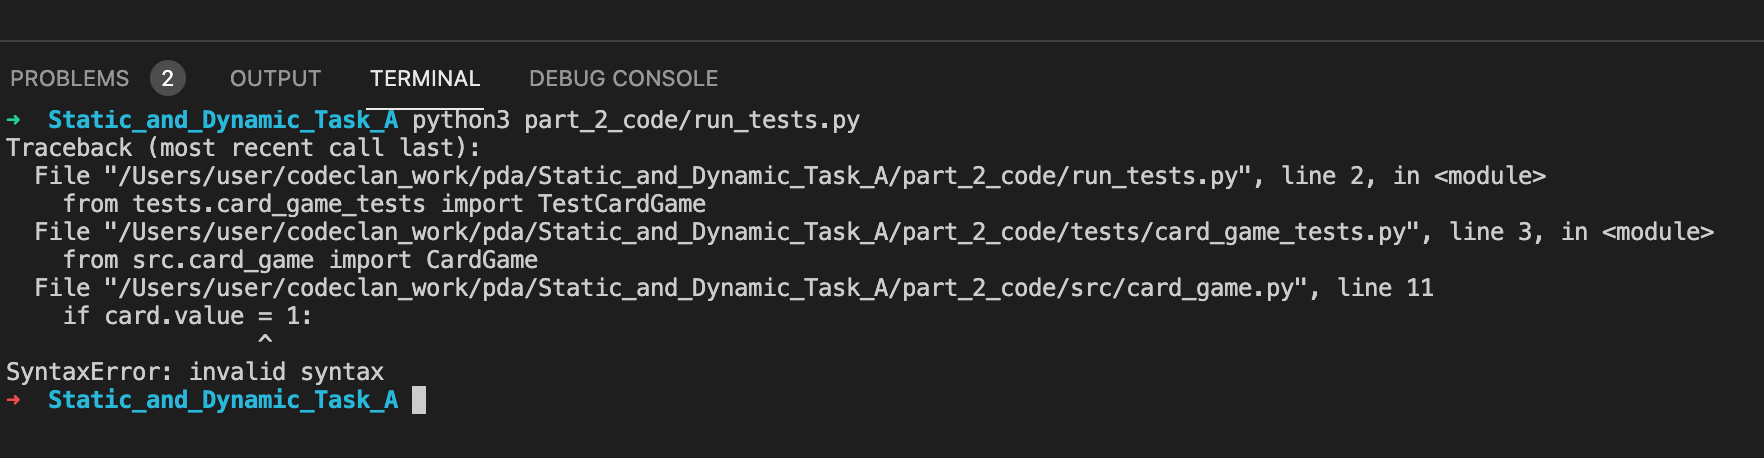 PROBLEMS 2 OUTPUT TERMINAL DEBUG CONSOLE
→ Static_and_Dynamic_Task_A python3 part_2_code/run_tests.py
Traceback (most recent call last):
  File "/Users/user/codeclan_work/pda/Static_and_Dynamic_Task_A/part_2_code/run_tests.py", line 2, in <module>
    from tests.card_game_tests import TestCardGame
  File "/Users/user/codeclan_work/pda/Static_and_Dynamic_Task_A/part_2_code/tests/card_game_tests.py", line 3, in <module>
    from src.card_game import CardGame
  File "/Users/user/codeclan_work/pda/Static_and_Dynamic_Task_A/part_2_code/src/card_game.py", line 11
    if card.value = 1:
                  ^
SyntaxError: invalid syntax
→ Static_and_Dynamic_Task_A